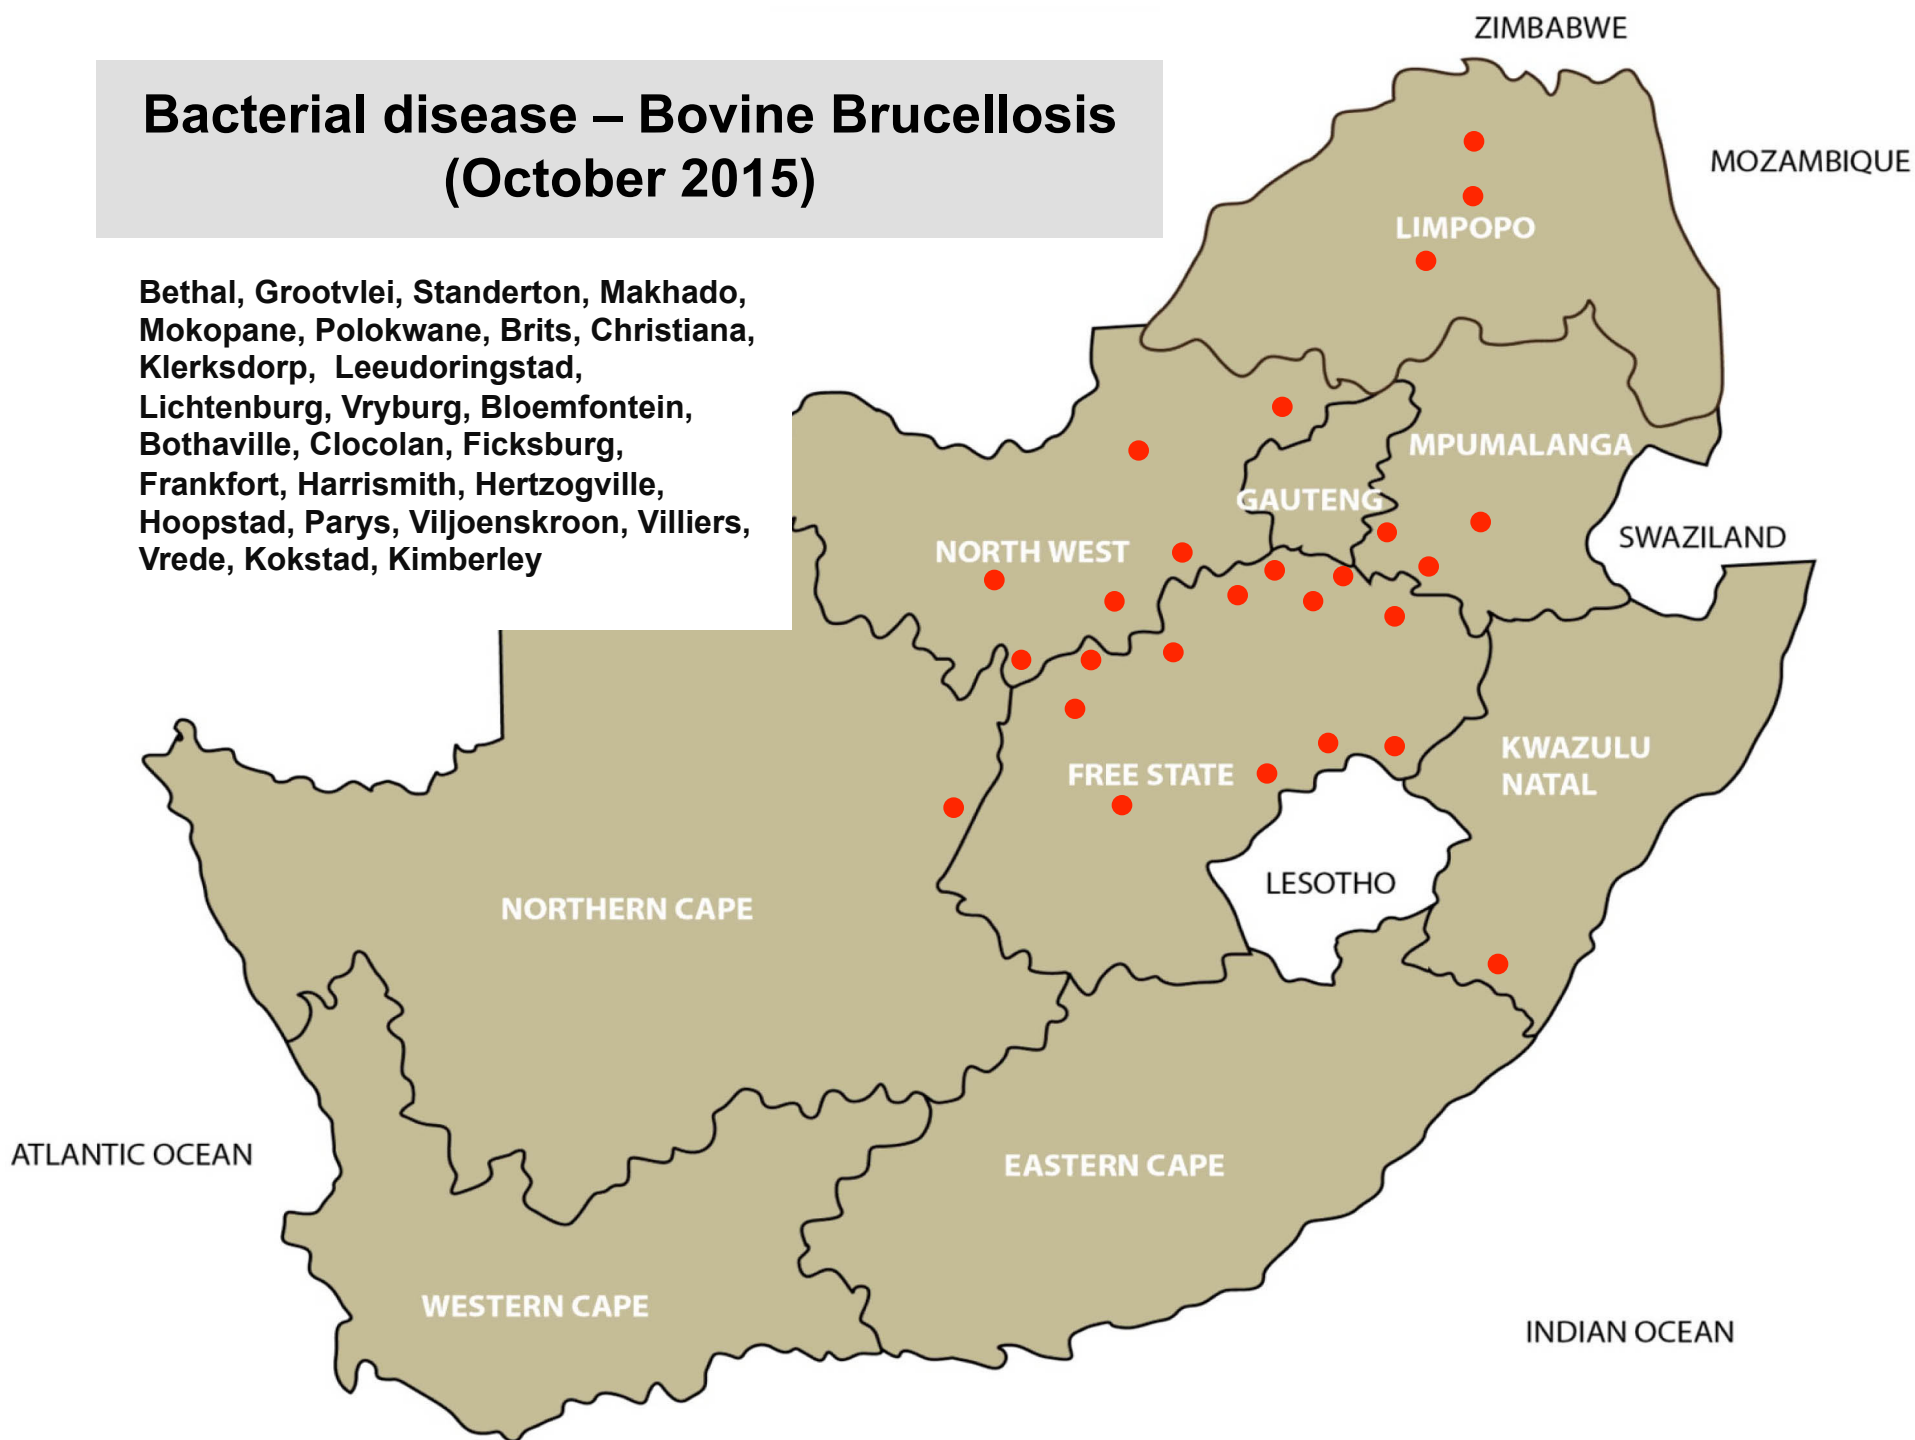 Bacterial disease – Bovine Brucellosis
(October 2015)
Bethal, Grootvlei, Standerton, Makhado,
Mokopane, Polokwane, Brits, Christiana,
Klerksdorp, Leeudoringstad,
Lichtenburg, Vryburg, Bloemfontein,
Bothaville, Clocolan, Ficksburg,
Frankfort, Harrismith, Hertzogville,
Hoopstad, Parys, Viljoenskroon, Villiers,
Vrede, Kokstad, Kimberley
ZIMBABWE
MOZAMBIQUE
LIMPOPO
MPUMALANGA
GAUTENG
SWAZILAND
NORTH WEST
KWAZULU
NATAL
FREE STATE
LESOTHO
NORTHERN CAPE
ATLANTIC OCEAN
EASTERN CAPE
WESTERN CAPE
INDIAN OCEAN